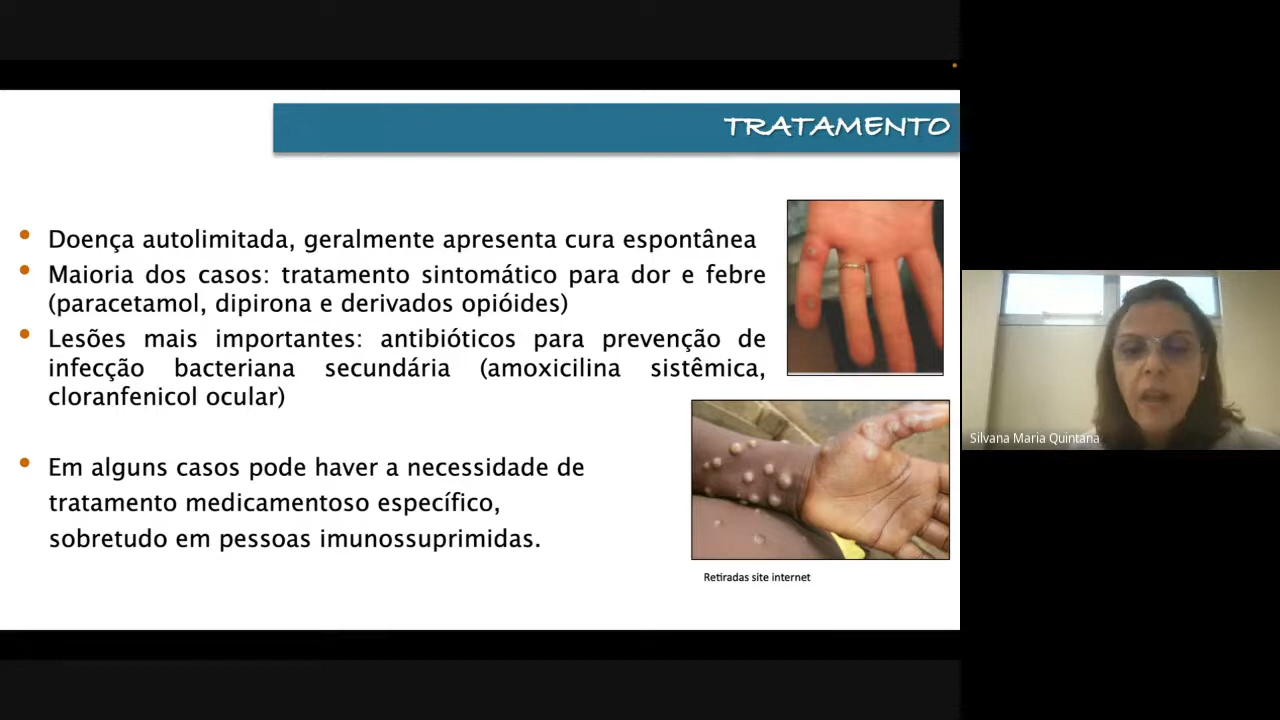 TRATAMENTO
• Doença autolimitada, geralmente apresenta cura espontânea
• Maioria dos casos: tratamento sintomático para dor e febre
(paracetamol, dipirona e derivados opióides)
• Lesões mais importantes: antibióticos para prevenção de
infecção bacteriana secundária (amoxicilina sistêmica,
cloranfenicol ocular)
• Em alguns casos pode haver a necessidade de
tratamento medicamentoso específico,
sobretudo em pessoas imunossuprimidas.
Retiradas site internet
Silvana Maria Quintana